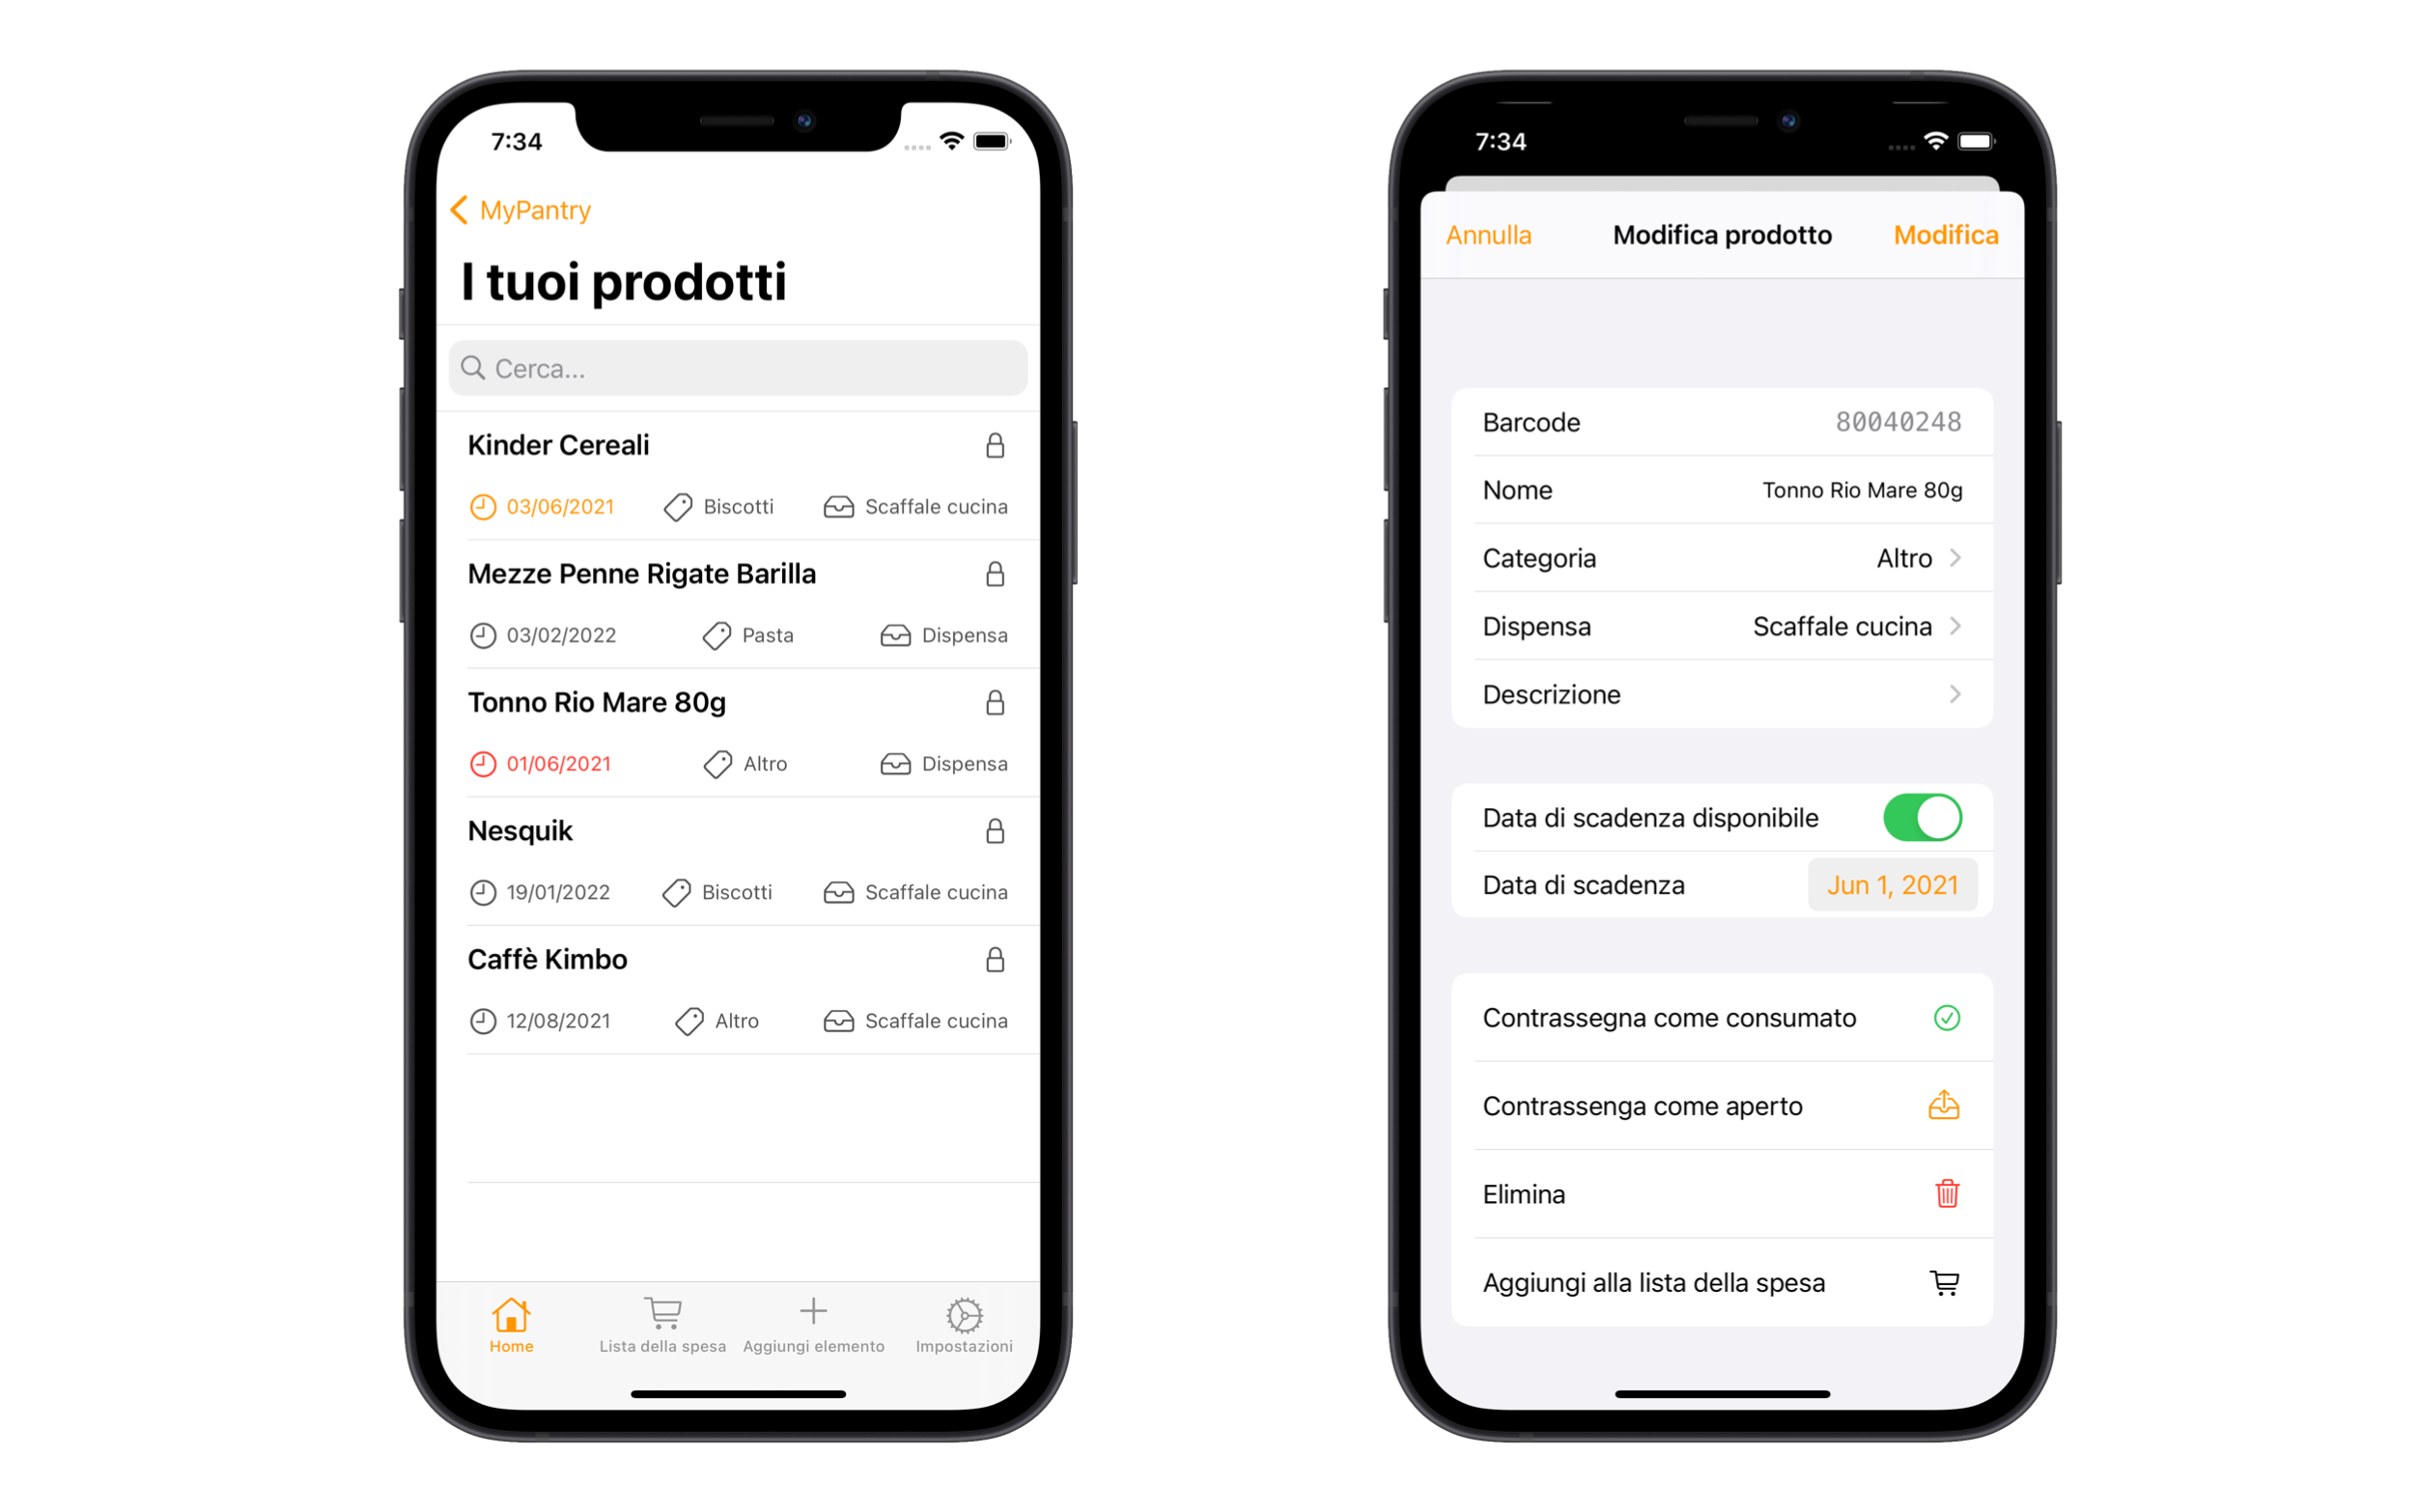 7:34
MyPantry
I tuoi prodotti
Cerca...
Kinder Cereali
03/06/2021 Biscotti Scaffale cucina
Mezze Penne Rigate Barilla
03/02/2022 Pasta Dispensa
Tonno Rio Mare 80g
01/06/2021 Altro Dispensa
Nesquik
19/01/2022 Biscotti Scaffale cucina
Caffè Kimbo
12/08/2021 Altro Scaffale cucina
Home Lista della spesa Aggiungi elemento Impostazioni
7:34
Annulla Modifica prodotto Modifica
Barcode 80040248
Nome Tonno Rio Mare 80g
Categoria Altro
Dispensa Scaffale cucina
Descrizione
Data di scadenza disponibile
Data di scadenza Jun 1, 2021
Contrassegna come consumato
Contrassenga come aperto
Elimina
Aggiungi alla lista della spesa